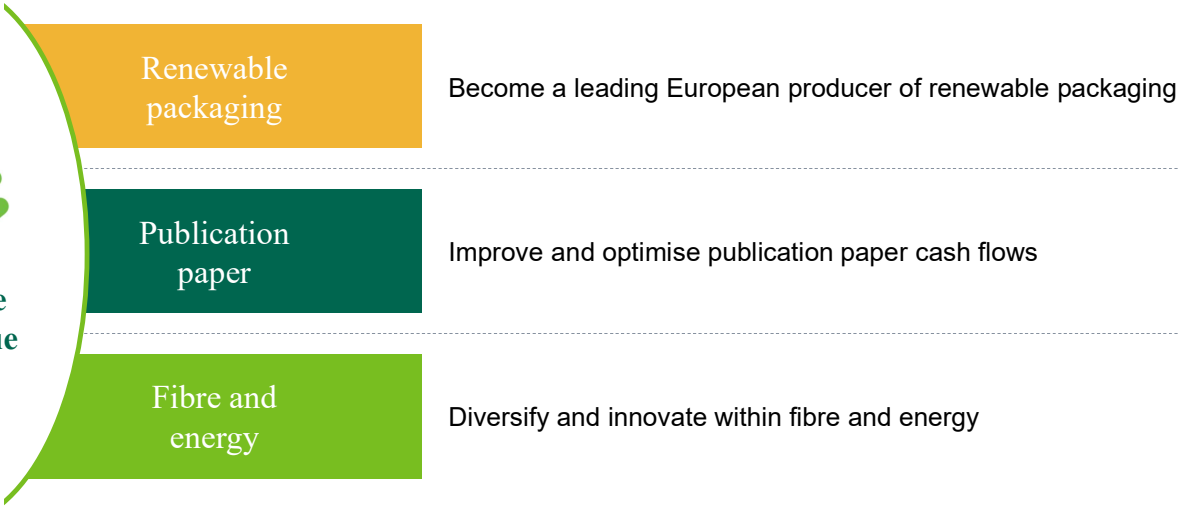 Renewable
packaging
Become a leading European producer of renewable packaging
Publication
paper
Improve and optimise publication paper cash flows
Fibre and
energy
Diversify and innovate within fibre and energy